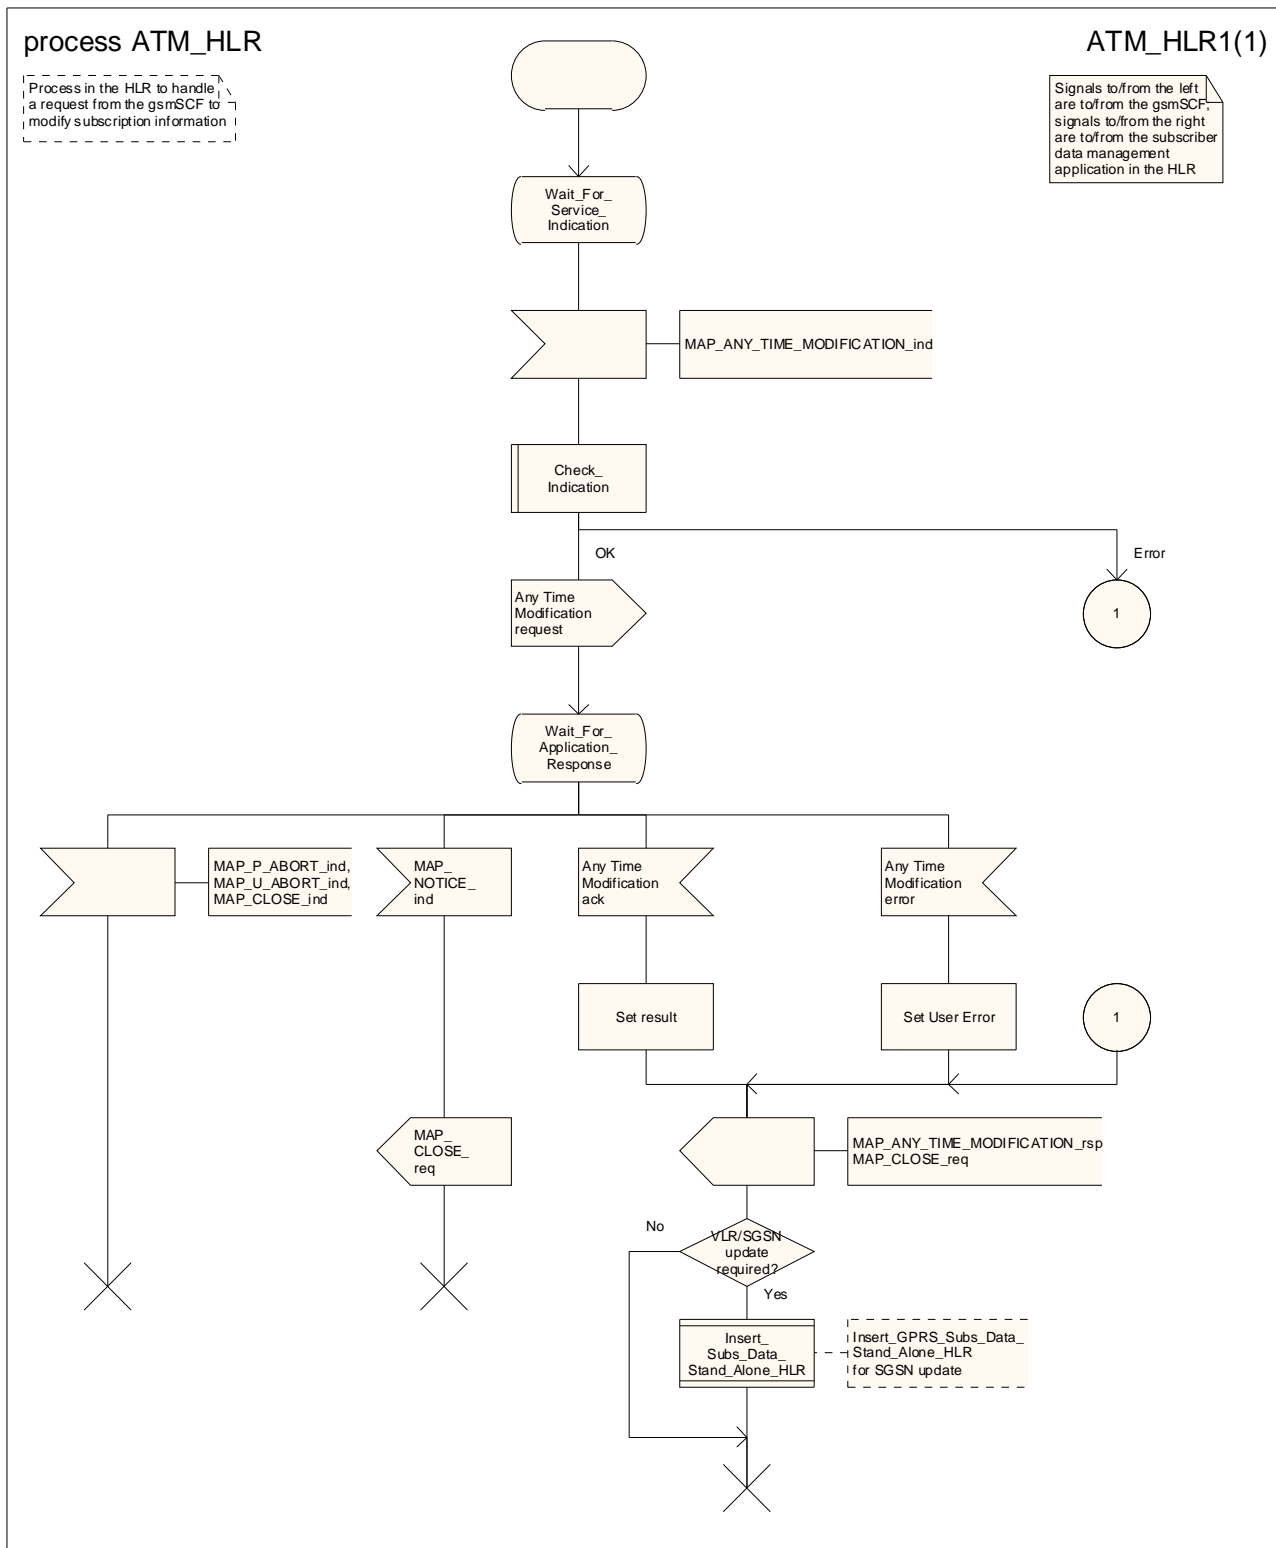 process ATM_HLR
ATM_HLR1(1)
Process in the HLR to handle
a request from the gsmSCF to
modify subscription information
Signals to/from the left
are to/from the gsmSCF;
signals to/from the right
are to/from the subscriber
data management
application in the HLR
Wait_For_
Service_
Indication
MAP_ANY_TIME_MODIFICATION_ind
Check_
Indication
OK
Error
Any Time
Modification
request
1
Wait_For_
Application_
Response
MAP_P_ABORT_ind,
MAP_U_ABORT_ind,
MAP_CLOSE_ind
MAP_
NOTICE_
ind
Any Time
Modification
ack
Any Time
Modification
error
Set result
Set User Error
1
MAP_
CLOSE_
req
MAP_ANY_TIME_MODIFICATION_rsp
MAP_CLOSE_req
No
VLR/SGSN
update
required?
Yes
Insert_
Subs_Data_
Stand_Alone_HLR
Insert_GPRS_Subs_Data_
Stand_Alone_HLR
for SGSN update